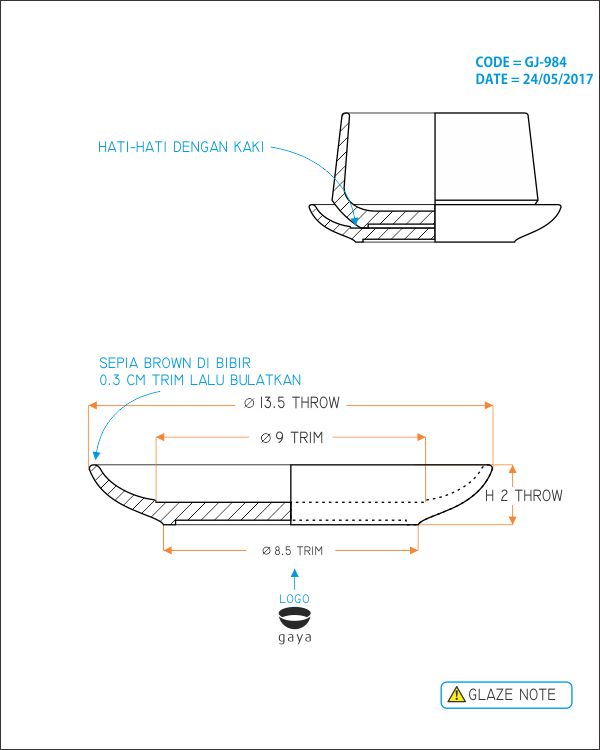 CODE = GJ-984
DATE = 24/05/2017
HATI-HATI DENGAN KAKI
SEPIA BROWN DI BIBIR
0.3 CM TRIM LALU BULATKAN
∅ 13.5 THROW
∅ 9 TRIM
H 2 THROW
∅ 8.5 TRIM
LOGO
gaya
GLAZE NOTE